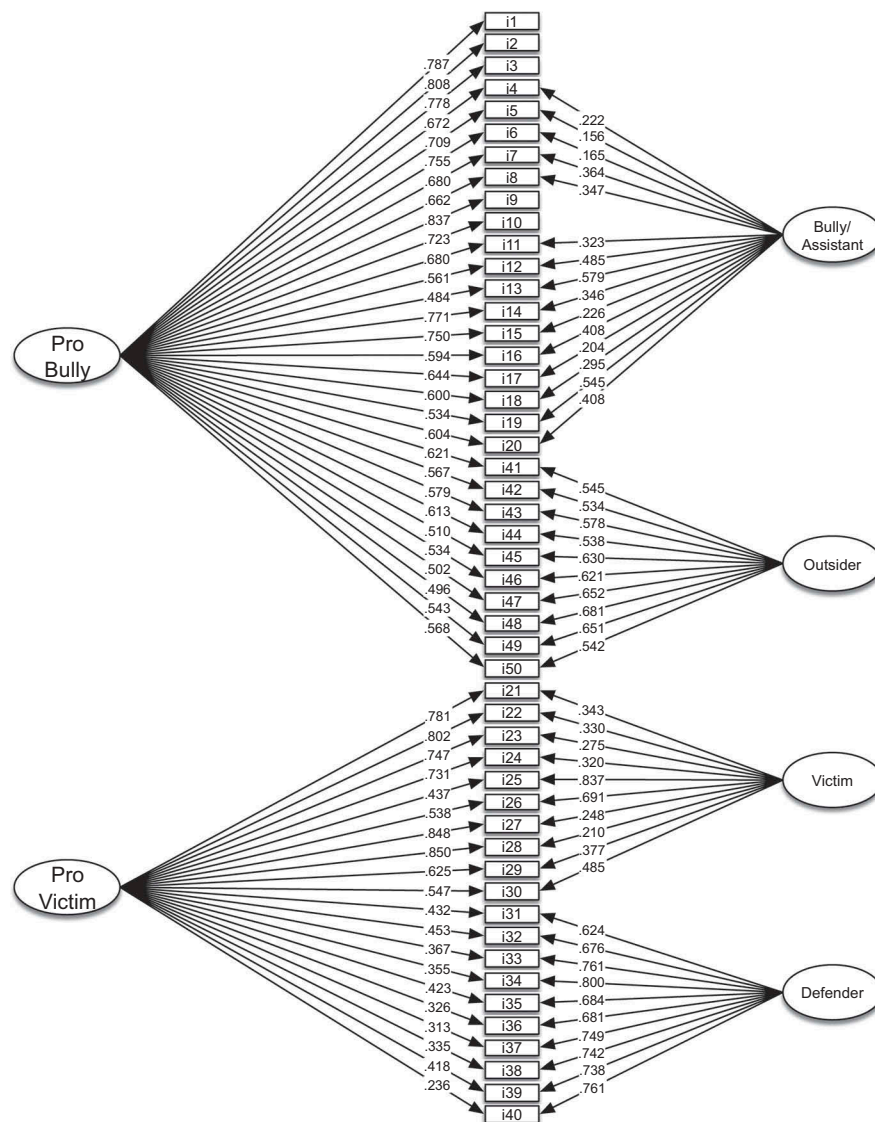 i1
i2
i3
i4
i5
i6
i7
i8
i9
i10
i11
i12
i13
i14
i15
i16
i17
i18
i19
i20
i41
i42
i43
i44
i45
i46
i47
i48
i49
i50
i21
i22
i23
i24
i25
i26
i27
i28
i29
i30
i31
i32
i33
i34
i35
i36
i37
i38
i39
i40
Pro
Bully
.787
.808
.778
.672
.709
.755
.680
.662
.837
.723
.680
.561
.484
.771
.750
.594
.644
.600
.534
.604
.621
.567
.579
.613
.510
.534
.502
.496
.543
.568
Pro
Victim
.781
.802
.747
.731
.437
.538
.848
.850
.625
.547
.432
.453
.367
.355
.423
.326
.313
.335
.418
.236
.222
.156
.165
.364
.347
.323
.485
.579
.346
.226
.408
.204
.295
.545
.408
Bully/
Assistant
.545
.534
.578
.538
.630
.621
.652
.681
.651
.542
Outsider
.343
.330
.275
.320
.837
.691
.248
.210
.377
.485
Victim
.624
.676
.761
.800
.684
.681
.749
.742
.738
.761
Defender